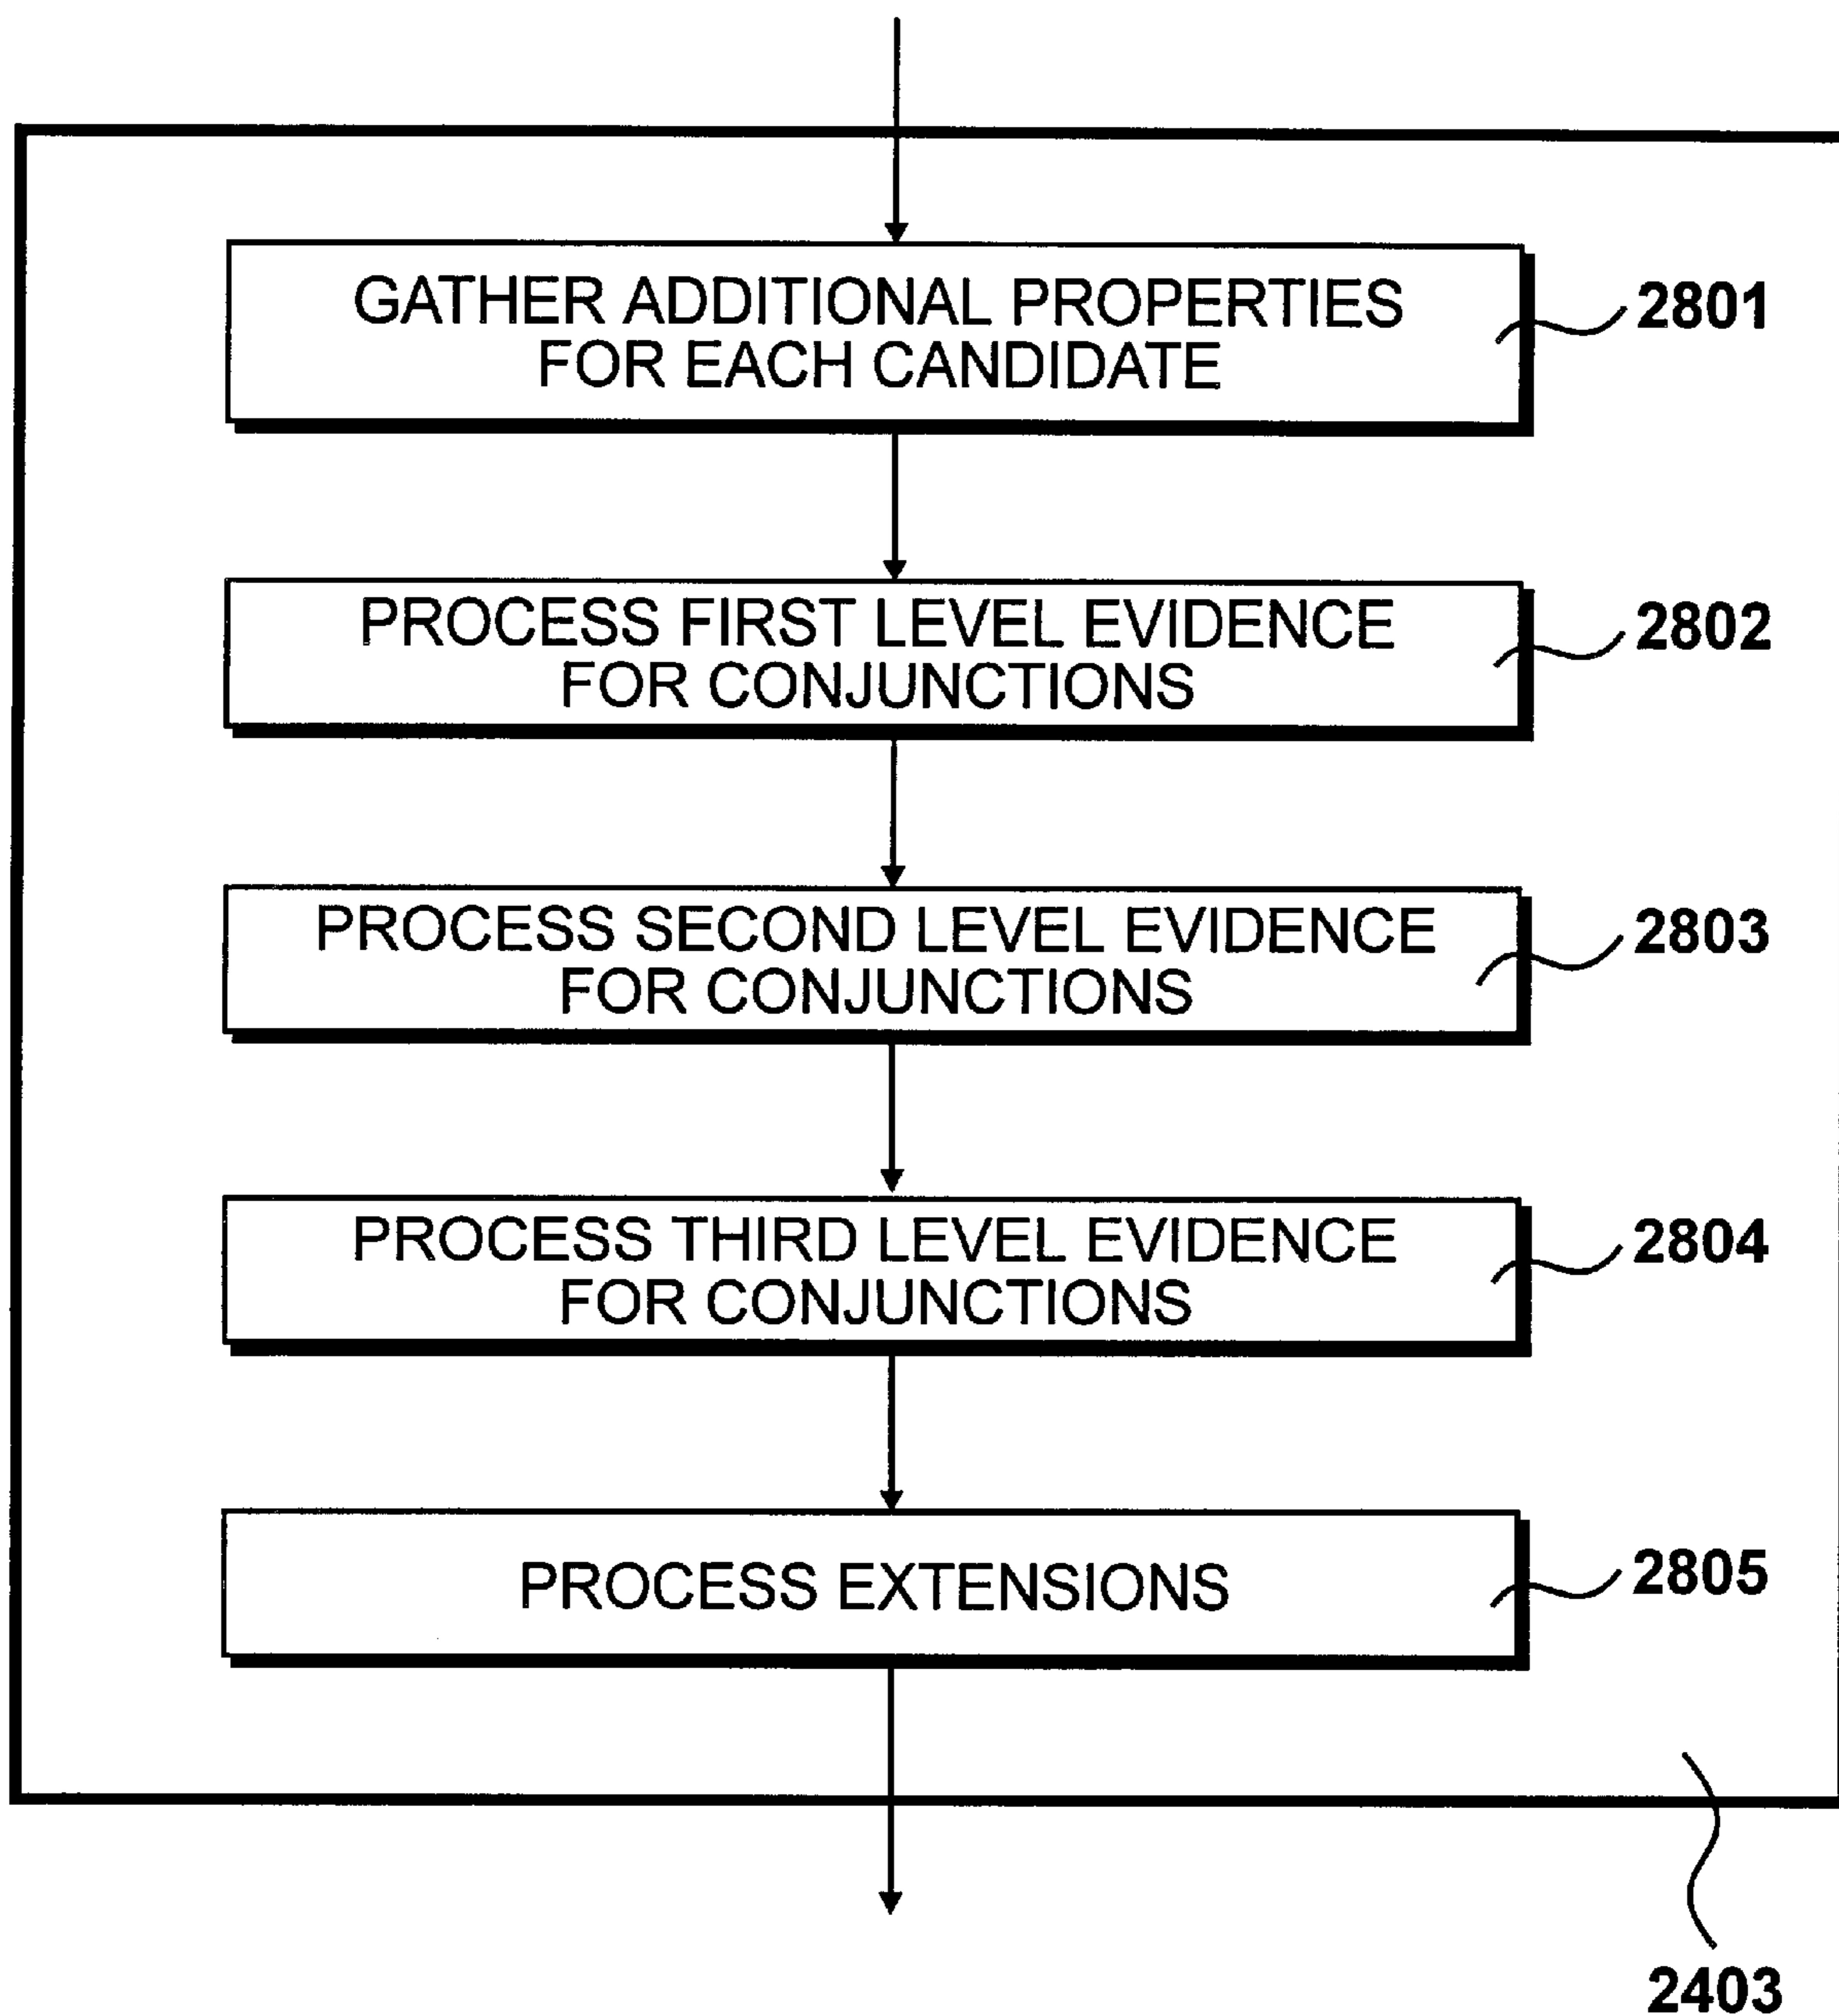 GATHER ADDITIONAL PROPERTIES
FOR EACH CANDIDATE
2801
PROCESS FIRST LEVEL EVIDENCE
FOR CONJUNCTIONS
2802
PROCESS SECOND LEVEL EVIDENCE
FOR CONJUNCTIONS
2803
PROCESS THIRD LEVEL EVIDENCE
FOR CONJUNCTIONS
2804
PROCESS EXTENSIONS
2805
2403